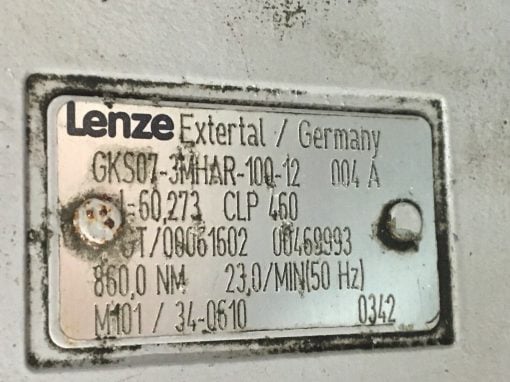 Lenze Extertal / Germany
GKS07-3MHAR-100-12 004 A
i=60,273 CLP 460
T/00061602 00469993
860,0 NM 23,0/MIN(50 Hz)
M101 / 34-0610 0342